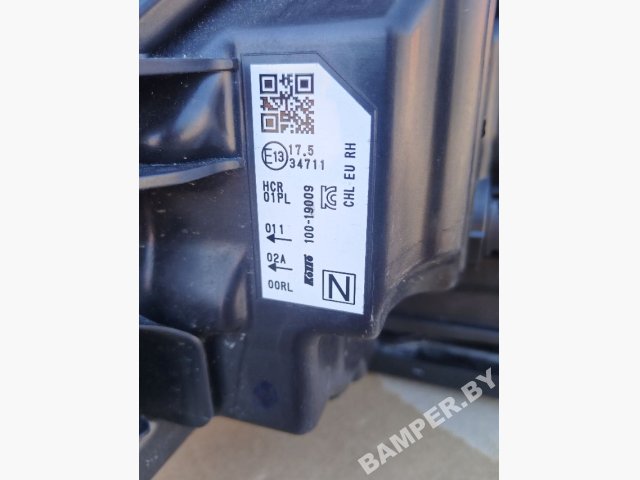 E13
17.5
34711
HCR
01PL
011
02A
00RL
100-19009
KOITO
CHL EU RH
N
BAMPER.BY